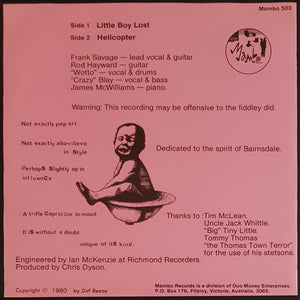 Mambo 503
Side 1 Little Boy Lost
Side 2 Helicopter
Mambo
Frank Savage — lead vocal & guitar
Rod Hayward — guitar
"Wotto" — vocal & drums
"Crazy" Blay — vocal & bass
James McWilliams — piano.
Warning: This recording may be offensive to the fiddley did.
Not exactly pop art
Not exactly alto-rilievo
in Style
Perhaps Slightly op in
influence
Dedicated to the spirit of Bairnsdale.
A trifle Capriccio in mood
It is without a doubt
unique of its kind.
Thanks to: Tim McLean.
Uncle Jack Whittle.
"Big" Tiny Little.
Tommy Thomas
"the Thomas Town Terror"
for the use of his stetsons.
Engineered by Ian McKenzie at Richmond Recorders.
Produced by Chris Dyson.
Copyright © 1980 by Dirt Reeze
Mambo Records is a division of Duo Money Enterprises.
P.O. Box 176, Fitzroy, Victoria, Australia, 3065.